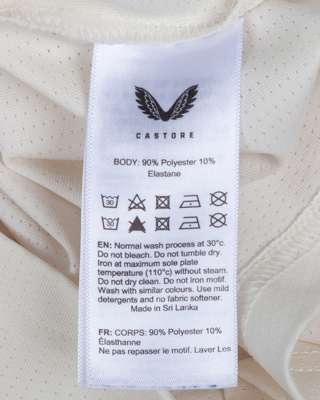 CASTORE
BODY: 90% Polyester 10%
Elastane
30
30
EN: Normal wash process at 30°c.
Do not bleach. Do not tumble dry.
Iron at maximum sole plate
temperature (110°c) without steam.
Do not dry clean. Do not iron motif.
Wash with similar colours. Use mild
detergents and no fabric softener.
Made in Sri Lanka
FR: CORPS: 90% Polyester 10%
Élasthanne
Ne pas repasser le motif. Laver Les